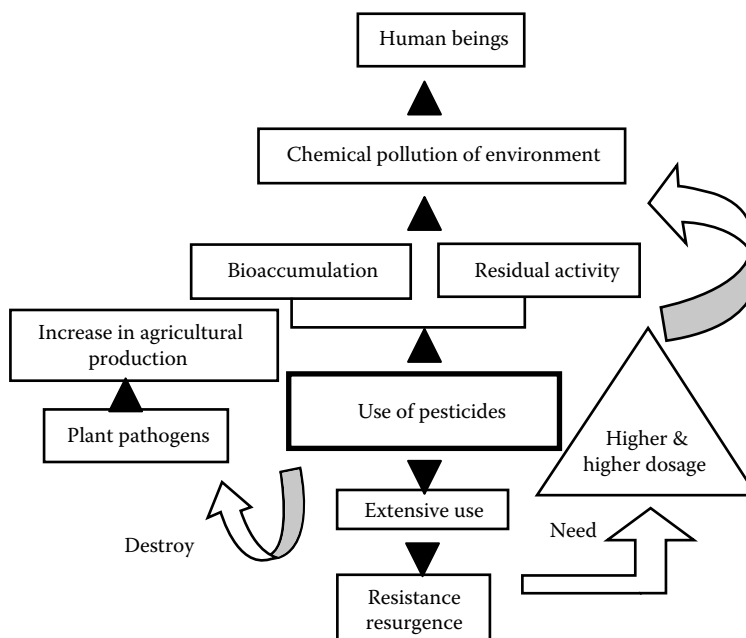 Human beings
Chemical pollution of environment
Bioaccumulation
Residual activity
Increase in agricultural
production
Use of pesticides
Plant pathogens
Higher &
higher dosage
Extensive use
Need
Destroy
Resistance
resurgence